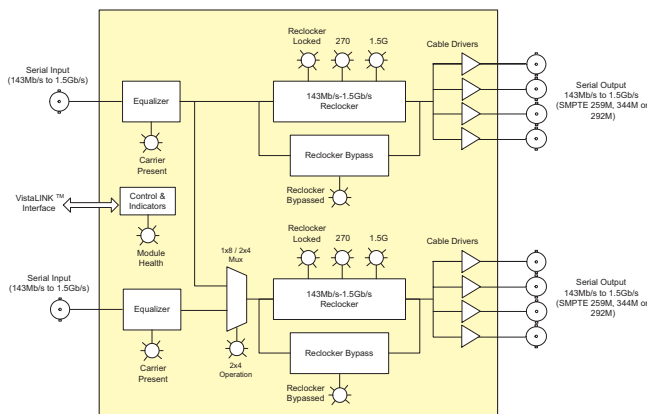 Reclocker
Locked
270
1.5G
Cable Drivers
Serial Input
(143Mb/s to 1.5Gb/s)
Equalizer
143Mb/s-1.5Gb/s
Reclocker
Serial Output
143Mb/s to 1.5Gb/s
(SMPTE 259M, 344M or
292M)
Carrier
Present
Reclocker Bypass
Reclocker
Bypassed
VistaLINK ™
Interface
Control &
Indicators
Module
Health
1x8 / 2x4
Mux
Reclocker
Locked
270
1.5G
Cable Drivers
Serial Input
(143Mb/s to 1.5Gb/s)
Equalizer
143Mb/s-1.5Gb/s
Reclocker
Serial Output
143Mb/s to 1.5Gb/s
(SMPTE 259M, 344M or
292M)
Carrier
Present
2x4
Operation
Reclocker Bypass
Reclocker
Bypassed